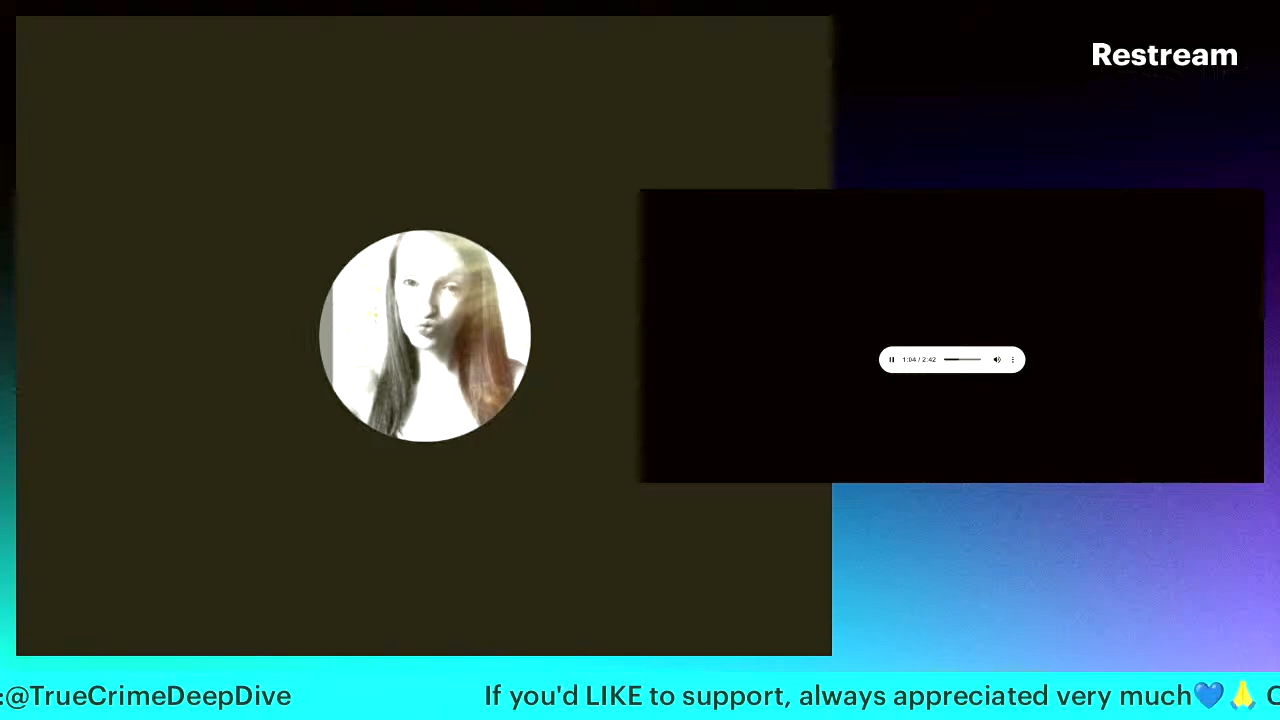 Restream
1:04 / 2:42
:@TrueCrimeDeepDive
If you'd LIKE to support, always appreciated very much💙🙏 C